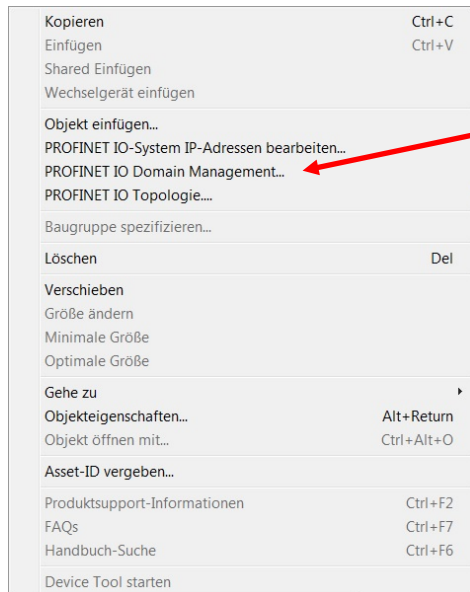 Kopieren Ctrl+C
Einfügen Ctrl+V
Shared Einfügen
Wechselgerät einfügen
Objekt einfügen...
PROFINET IO-System IP-Adressen bearbeiten...
PROFINET IO Domain Management...
PROFINET IO Topologie....
Baugruppe spezifizieren...
Löschen Del
Verschieben
Größe ändern
Minimale Größe
Optimale Größe
Gehe zu
Objekteigenschaften... Alt+Return
Objekt öffnen mit... Ctrl+Alt+O
Asset-ID vergeben...
Produktsupport-Informationen Ctrl+F2
FAQs Ctrl+F7
Handbuch-Suche Ctrl+F6
Device Tool starten